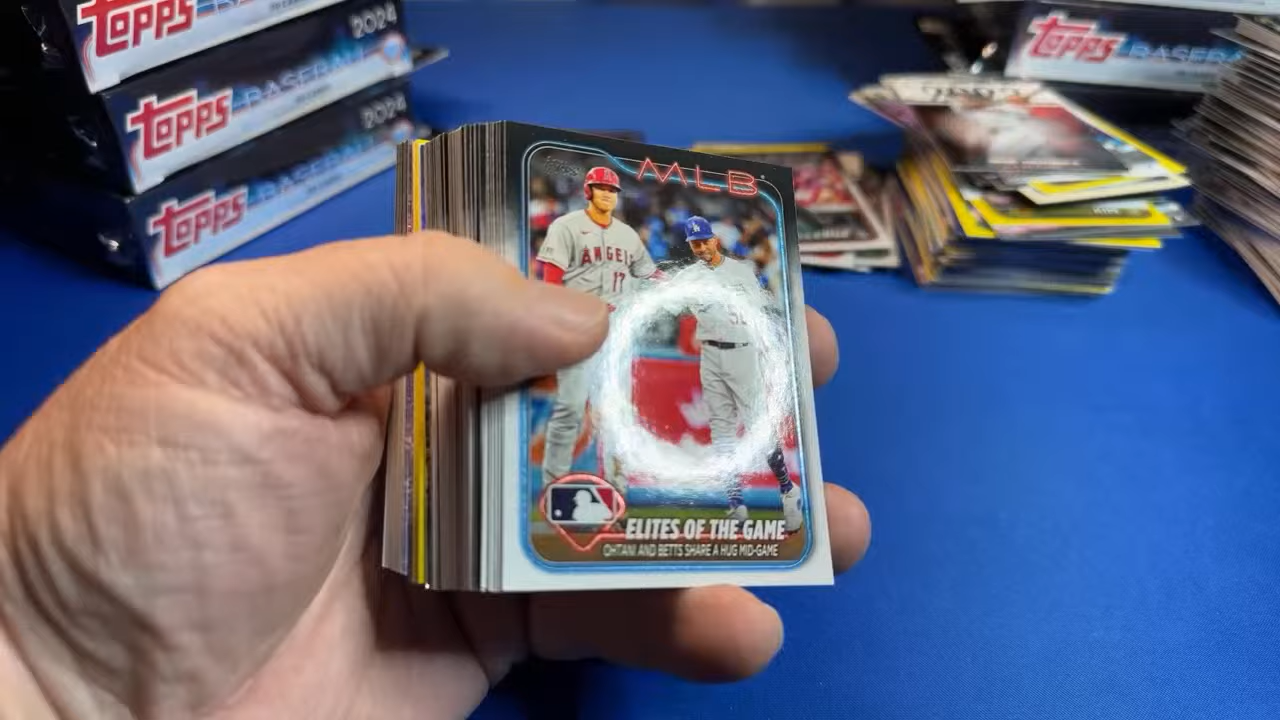 TOPPS
2024
TOPPS BASEBALL
2024
TOPPS BASEBALL
TOPPS BASEBALL
MLB
ANGELS
17
ELITES OF THE GAME
OHTANI AND BETTS SHARE A HUG MID-GAME